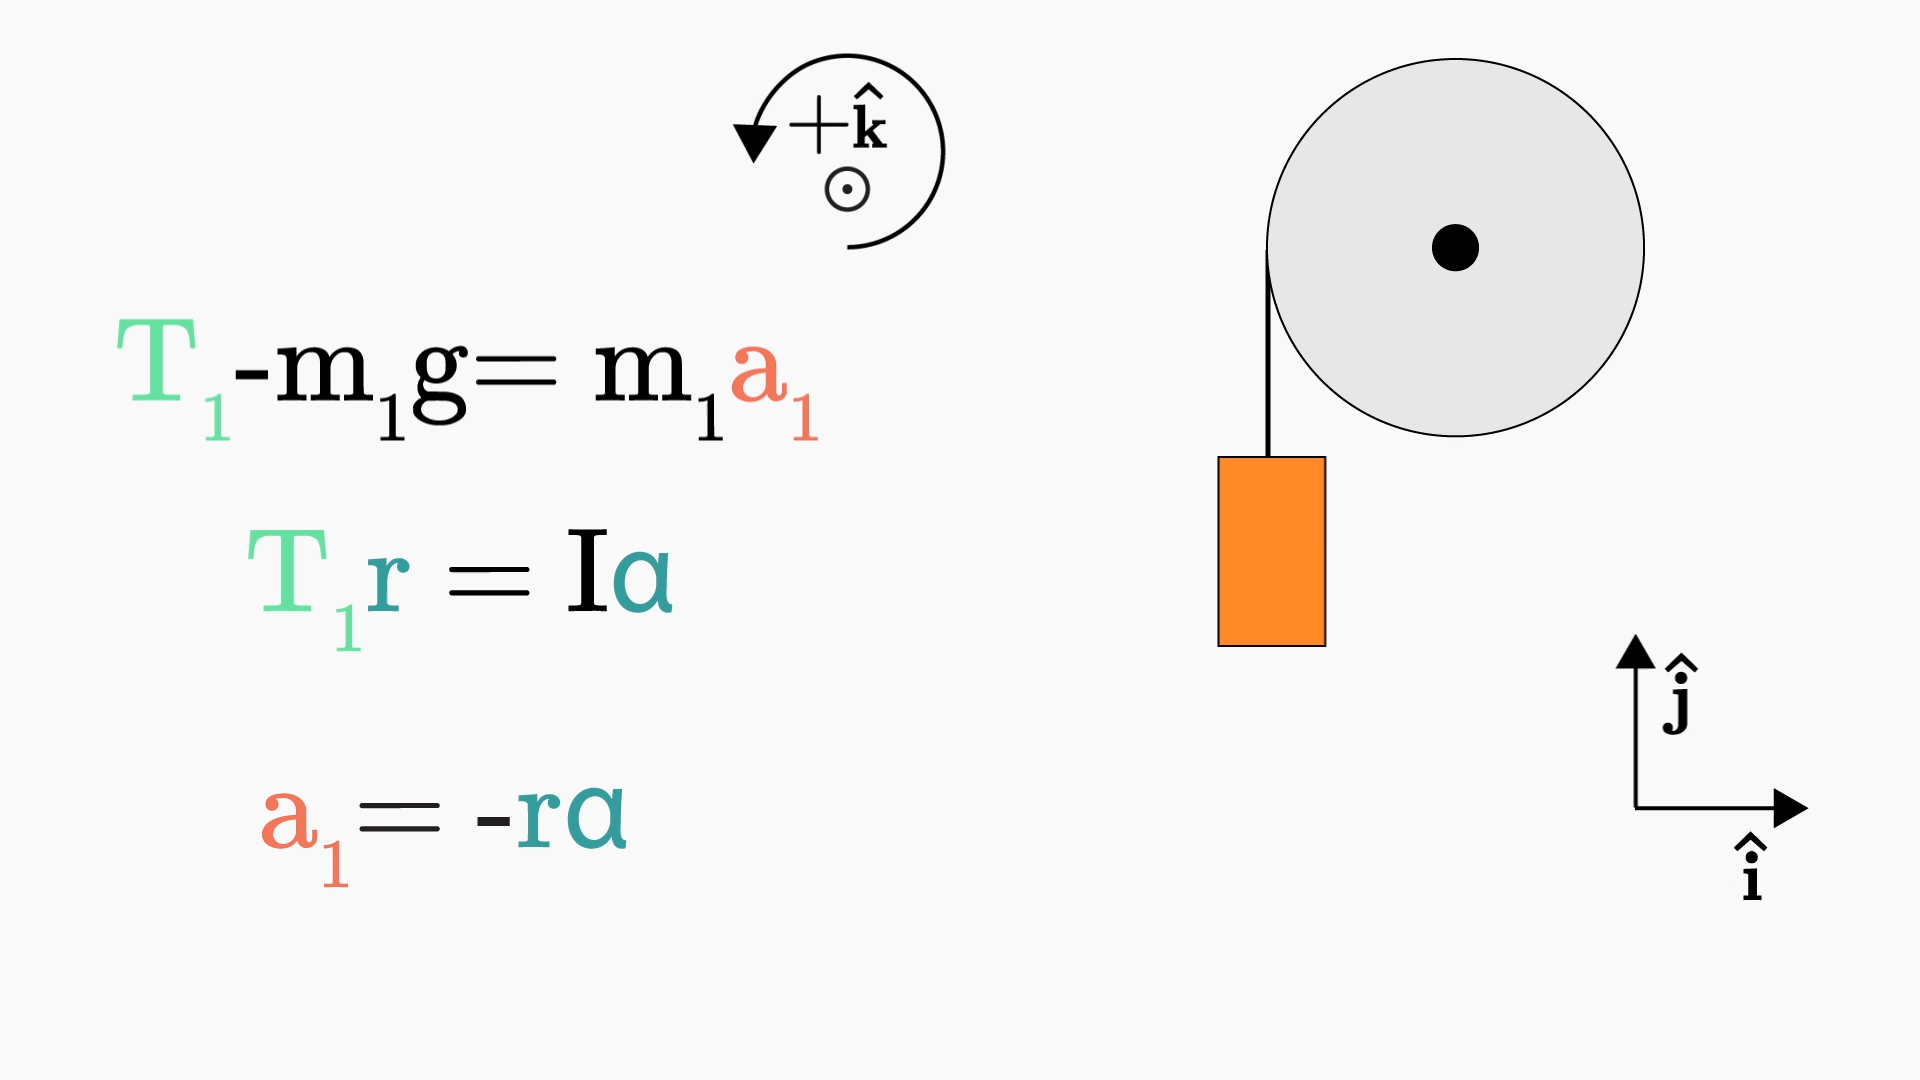 +k̂
T₁-m₁g= m₁a₁
T₁r = Iα
a₁= -rα
ĵ
î